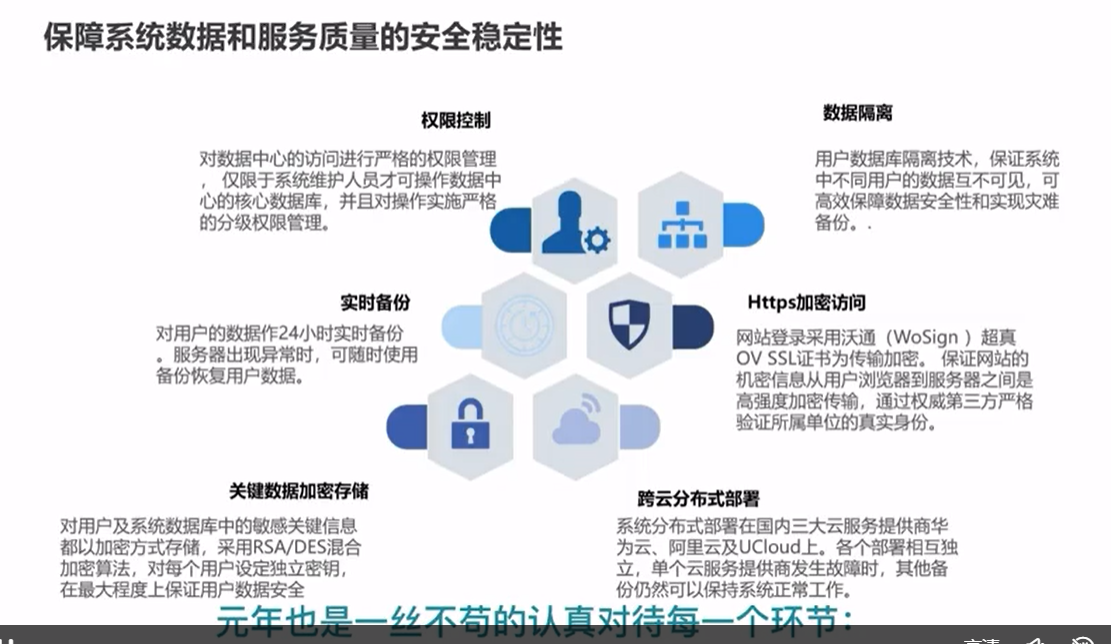 保障系统数据和服务质量的安全稳定性
权限控制
对数据中心的访问进行严格的权限管理
， 仅限于系统维护人员才可操作数据中
心的核心数据库，并且对操作实施严格
的分级权限管理。
数据隔离
用户数据库隔离技术，保证系统
中不同用户的数据互不可见，可
高效保障数据安全性和实现灾难
备份。.
实时备份
对用户的数据作24小时实时备份
。服务器出现异常时，可随时使用
备份恢复用户数据。
Https加密访问
网站登录采用沃通（WoSign ）超真
OV SSL证书为传输加密。 保证网站的
机密信息从用户浏览器到服务器之间是
高强度加密传输，通过权威第三方严格
验证所属单位的真实身份。
关键数据加密存储
对用户及系统数据库中的敏感关键信息
都以加密方式存储，采用RSA/DES混合
加密算法，对每个用户设定独立密钥，
在最大程度上保证用户数据安全
跨云分布式部署
系统分布式部署在国内三大云服务提供商华
为云、阿里云及UCloud上。各个部署相互独
立，单个云服务提供商发生故障时，其他备
份仍然可以保持系统正常工作。
元年也是一丝不苟的认真对待每一个环节：